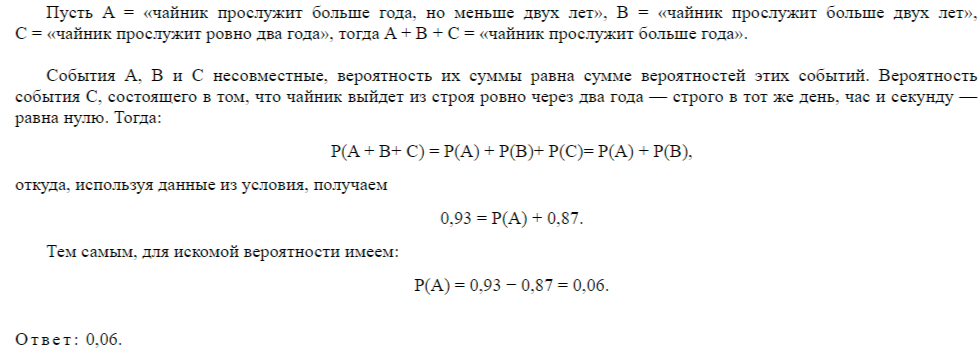 Пусть A = «чайник прослужит больше года, но меньше двух лет», B = «чайник прослужит больше двух лет»,
C = «чайник прослужит ровно два года», тогда A + B + C = «чайник прослужит больше года».
События A, B и C несовместные, вероятность их суммы равна сумме вероятностей этих событий. Вероятность
события C, состоящего в том, что чайник выйдет из строя ровно через два года — строго в тот же день, час и секунду —
равна нулю. Тогда:
P(A + B+ C) = P(A) + P(B)+ P(C)= P(A) + P(B),
откуда, используя данные из условия, получаем
0,93 = P(A) + 0,87.
Тем самым, для искомой вероятности имеем:
P(A) = 0,93 − 0,87 = 0,06.
Ответ: 0,06.